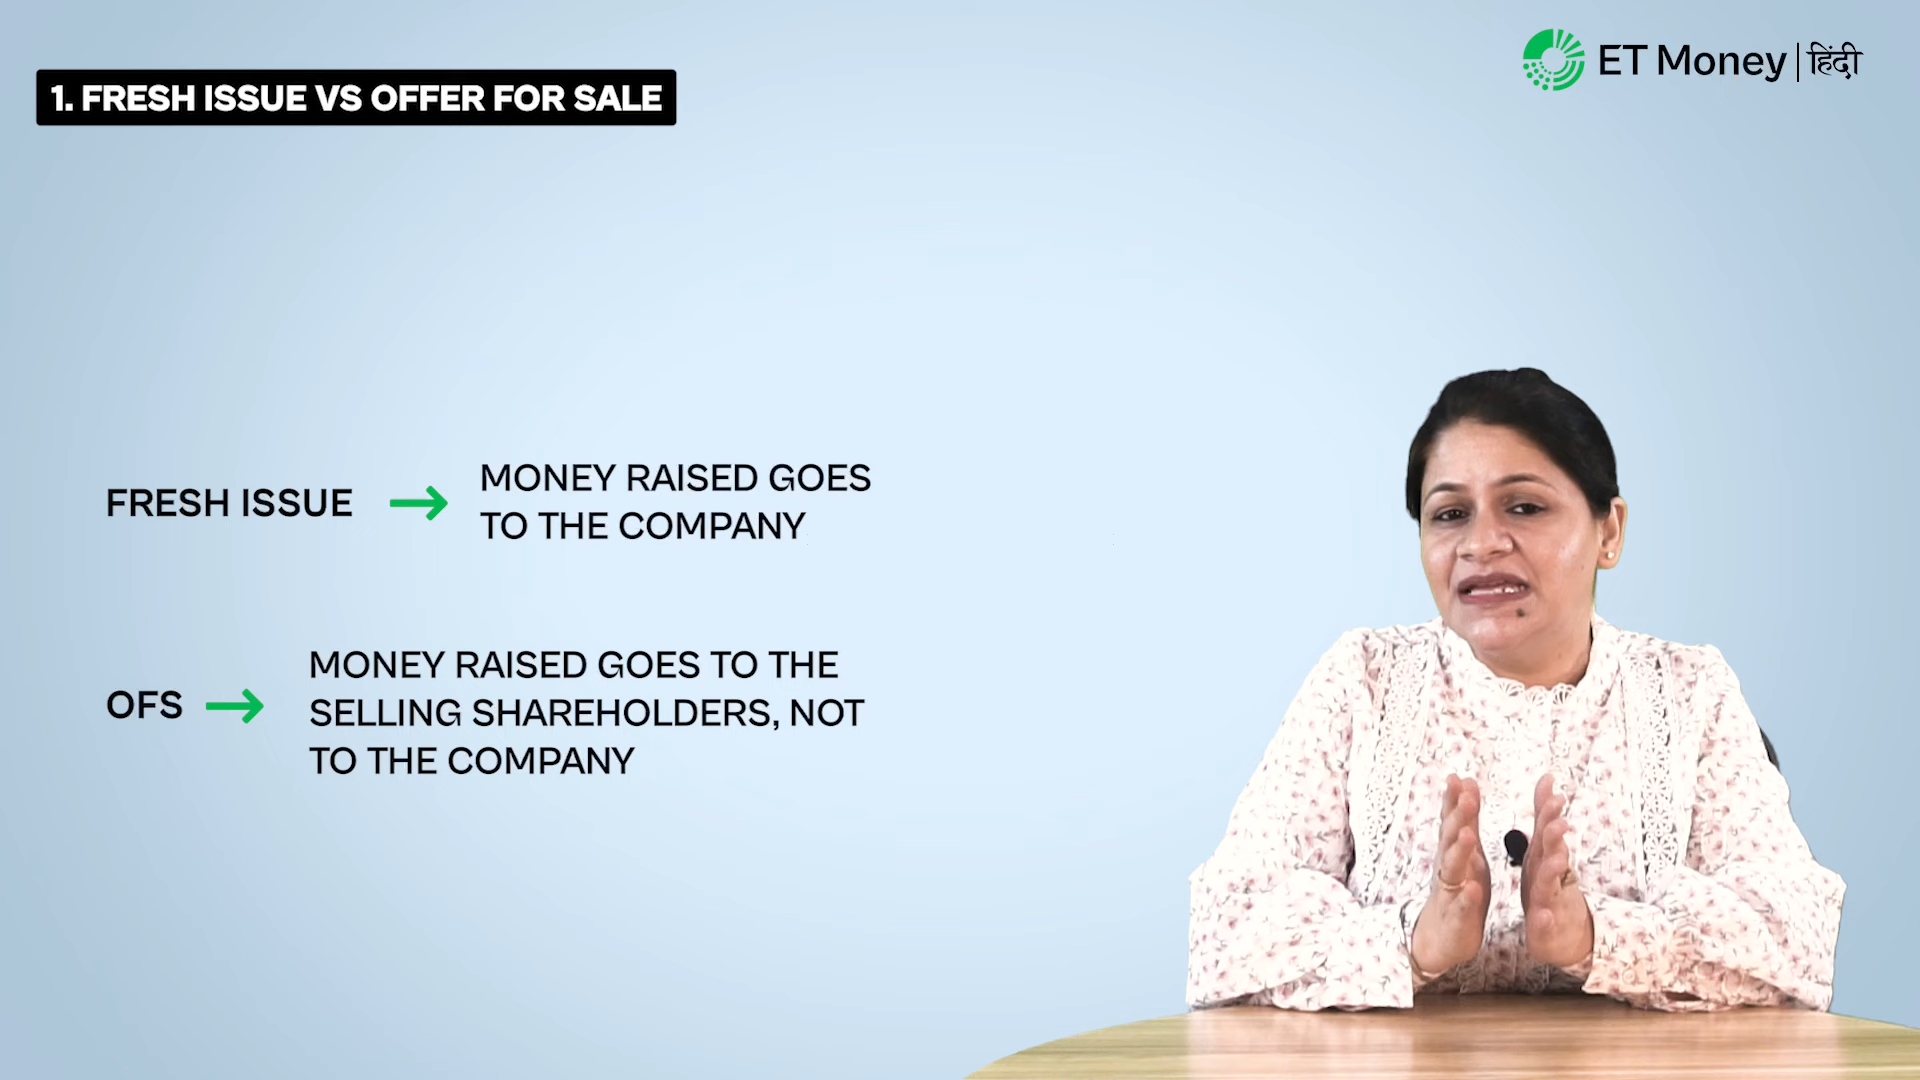 1. FRESH ISSUE VS OFFER FOR SALE
ET Money | हिंदी
FRESH ISSUE → MONEY RAISED GOES
TO THE COMPANY
OFS → MONEY RAISED GOES TO THE
SELLING SHAREHOLDERS, NOT
TO THE COMPANY